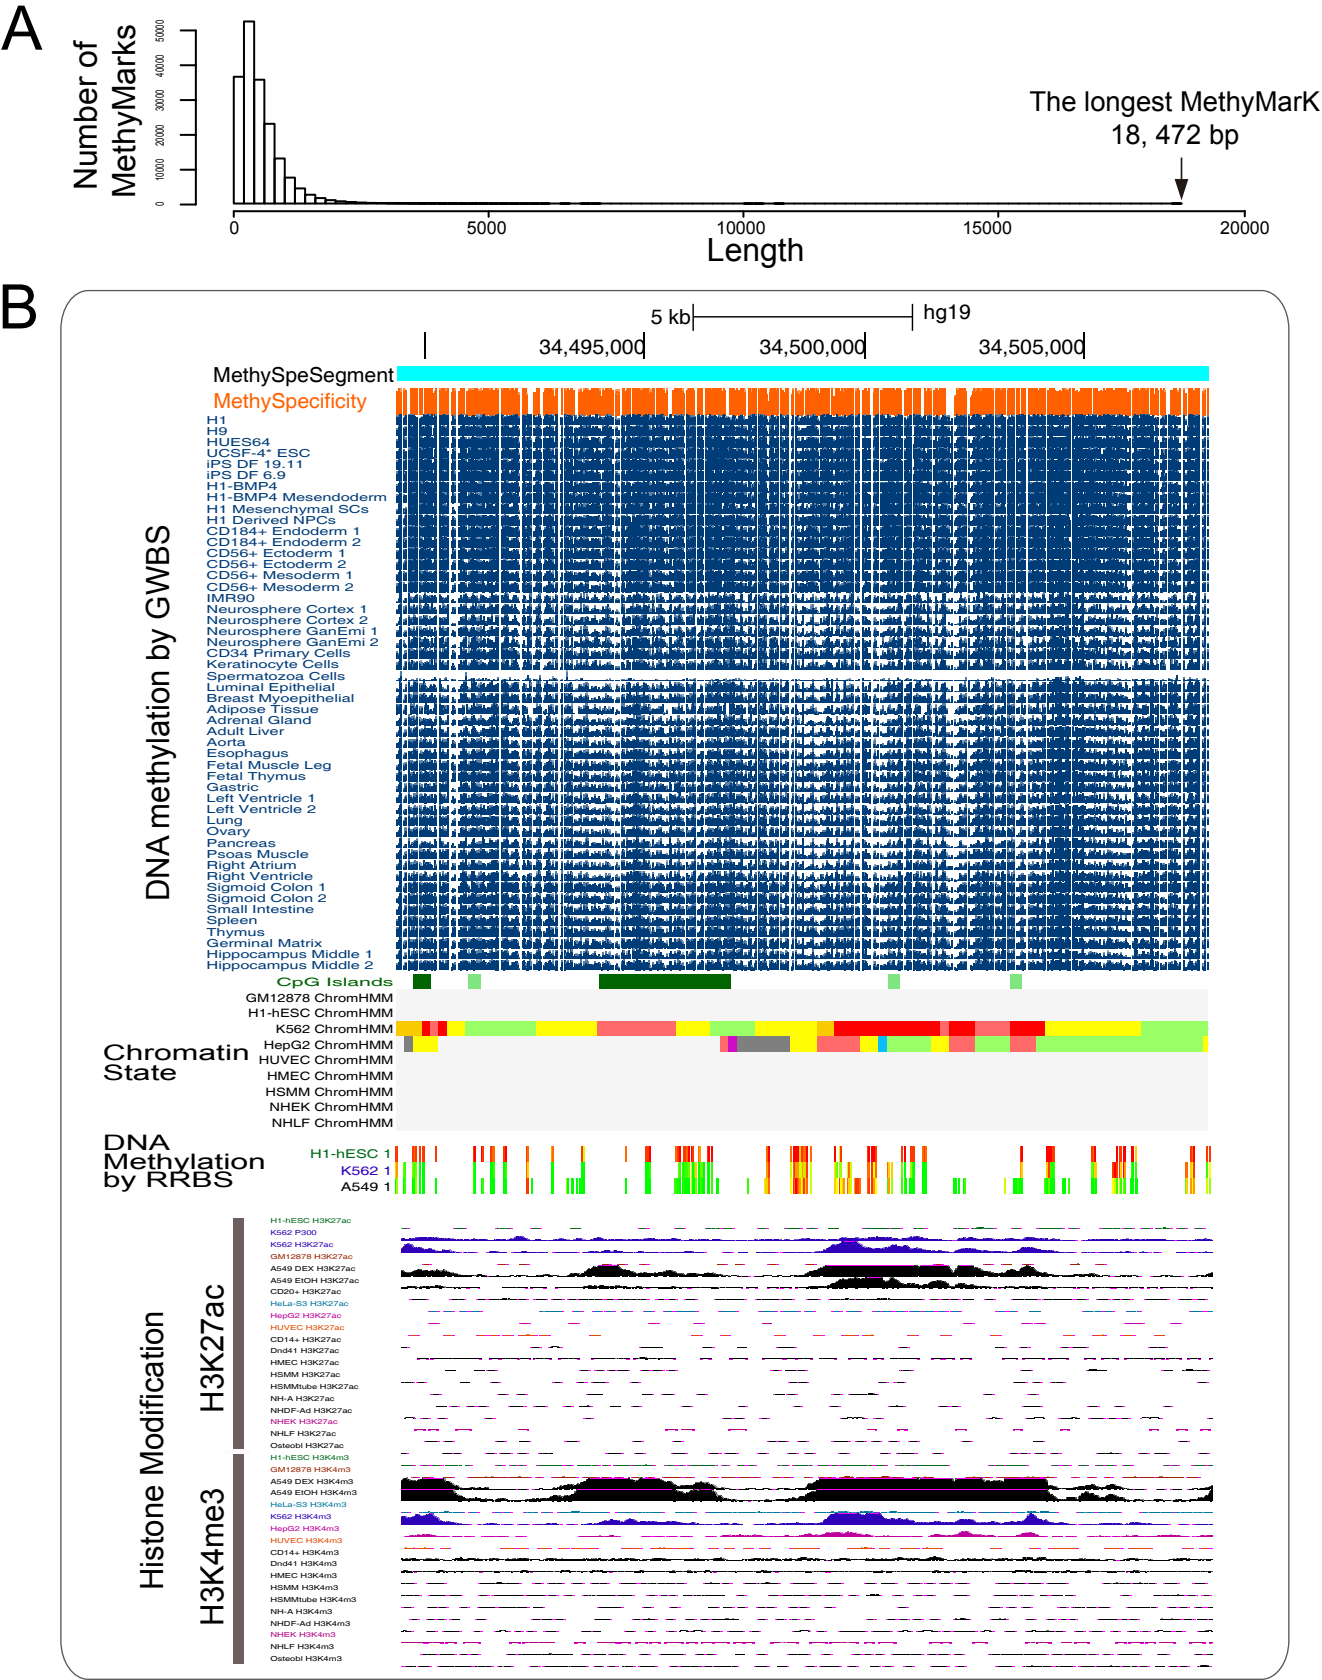 A
Number of
MethyMarks
0
10000
20000
30000
40000
50000
The longest MethyMarK
18, 472 bp
0
5000
10000
15000
20000
Length
B
5 kb
hg19
34,495,000
34,500,000
34,505,000
MethySpeSegment
MethySpecificity
DNA methylation by GWBS
H1
H9
HUES64
UCSF-4* ESC
iPS DF 19.11
iPS DF 6.9
H1-BMP4
H1-BMP4 Mesendoderm
H1 Mesenchymal SCs
H1 Derived NPCs
CD184+ Endoderm 1
CD184+ Endoderm 2
CD56+ Ectoderm 1
CD56+ Ectoderm 2
CD56+ Mesoderm 1
CD56+ Mesoderm 2
IMR90
Neurosphere Cortex 1
Neurosphere Cortex 2
Neurosphere GanEmi 1
Neurosphere GanEmi 2
CD34 Primary Cells
Keratinocyte Cells
Spermatozoa Cells
Luminal Epithelial
Breast Myoepithelial
Adipose Tissue
Adrenal Gland
Adult Liver
Aorta
Esophagus
Fetal Muscle Leg
Fetal Thymus
Gastric
Left Ventricle 1
Left Ventricle 2
Lung
Ovary
Pancreas
Psoas Muscle
Right Atrium
Right Ventricle
Sigmoid Colon 1
Sigmoid Colon 2
Small Intestine
Spleen
Thymus
Germinal Matrix
Hippocampus Middle 1
Hippocampus Middle 2
CpG Islands
Chromatin
State
GM12878 ChromHMM
H1-hESC ChromHMM
K562 ChromHMM
HepG2 ChromHMM
HUVEC ChromHMM
HMEC ChromHMM
HSMM ChromHMM
NHEK ChromHMM
NHLF ChromHMM
DNA
Methylation
by RRBS
H1-hESC 1
K562 1
A549 1
Histone Modification
H3K27ac
H1-hESC H3K27ac
K562 P300
K562 H3K27ac
GM12878 H3K27ac
A549 DEX H3K27ac
A549 EtOH H3K27ac
CD20+ H3K27ac
HeLa-S3 H3K27ac
HepG2 H3K27ac
HUVEC H3K27ac
CD14+ H3K27ac
Dnd41 H3K27ac
HMEC H3K27ac
HSMM H3K27ac
HSMMtube H3K27ac
NH-A H3K27ac
NHDF-Ad H3K27ac
NHEK H3K27ac
NHLF H3K27ac
Osteobl H3K27ac
H3K4me3
H1-hESC H3K4m3
GM12878 H3K4m3
A549 DEX H3K4m3
A549 EtOH H3K4m3
HeLa-S3 H3K4m3
K562 H3K4m3
HepG2 H3K4m3
HUVEC H3K4m3
CD14+ H3K4m3
Dnd41 H3K4m3
HMEC H3K4m3
HSMM H3K4m3
HSMMtube H3K4m3
NH-A H3K4m3
NHDF-Ad H3K4m3
NHEK H3K4m3
NHLF H3K4m3
Osteobl H3K4m3